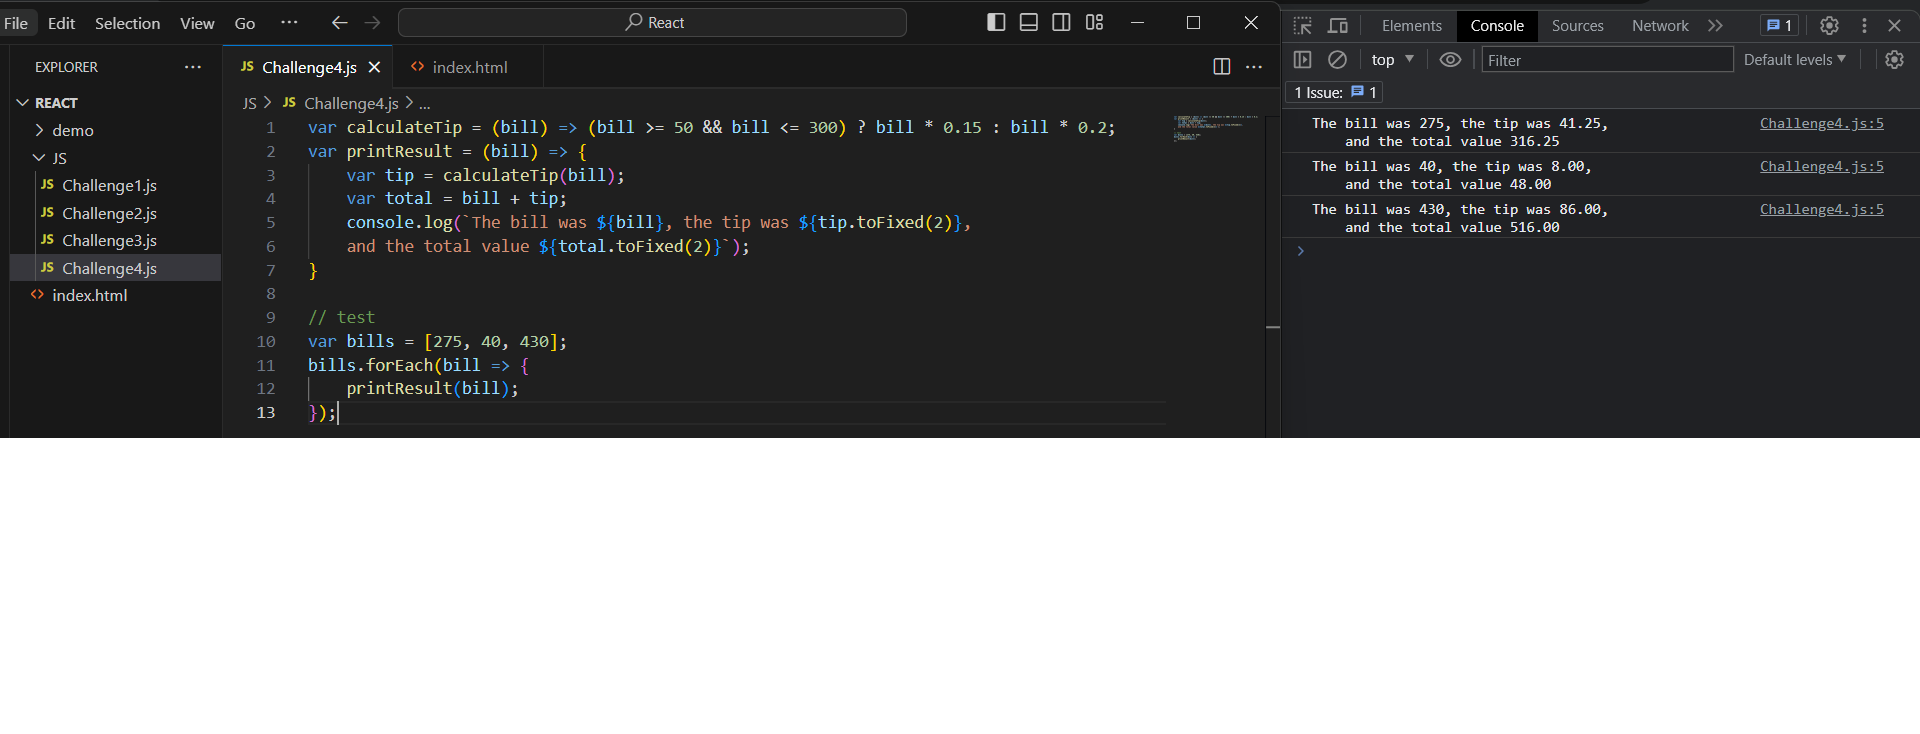 File Edit Selection View Go ··· React
EXPLORER ···
REACT
demo
JS
JS Challenge1.js
JS Challenge2.js
JS Challenge3.js
JS Challenge4.js
<> index.html
JS Challenge4.js <> index.html ···
JS > JS Challenge4.js > ...
1 var calculateTip = (bill) => (bill >= 50 && bill <= 300) ? bill * 0.15 : bill * 0.2;
2 var printResult = (bill) => {
3 var tip = calculateTip(bill);
4 var total = bill + tip;
5 console.log(`The bill was ${bill}, the tip was ${tip.toFixed(2)},
6 and the total value ${total.toFixed(2)}`);
7 }
8
9 // test
10 var bills = [275, 40, 430];
11 bills.forEach(bill => {
12 printResult(bill);
13 });
Elements Console Sources Network 1
top Filter Default levels
1 Issue: 1
The bill was 275, the tip was 41.25, Challenge4.js:5
and the total value 316.25
The bill was 40, the tip was 8.00, Challenge4.js:5
and the total value 48.00
The bill was 430, the tip was 86.00, Challenge4.js:5
and the total value 516.00